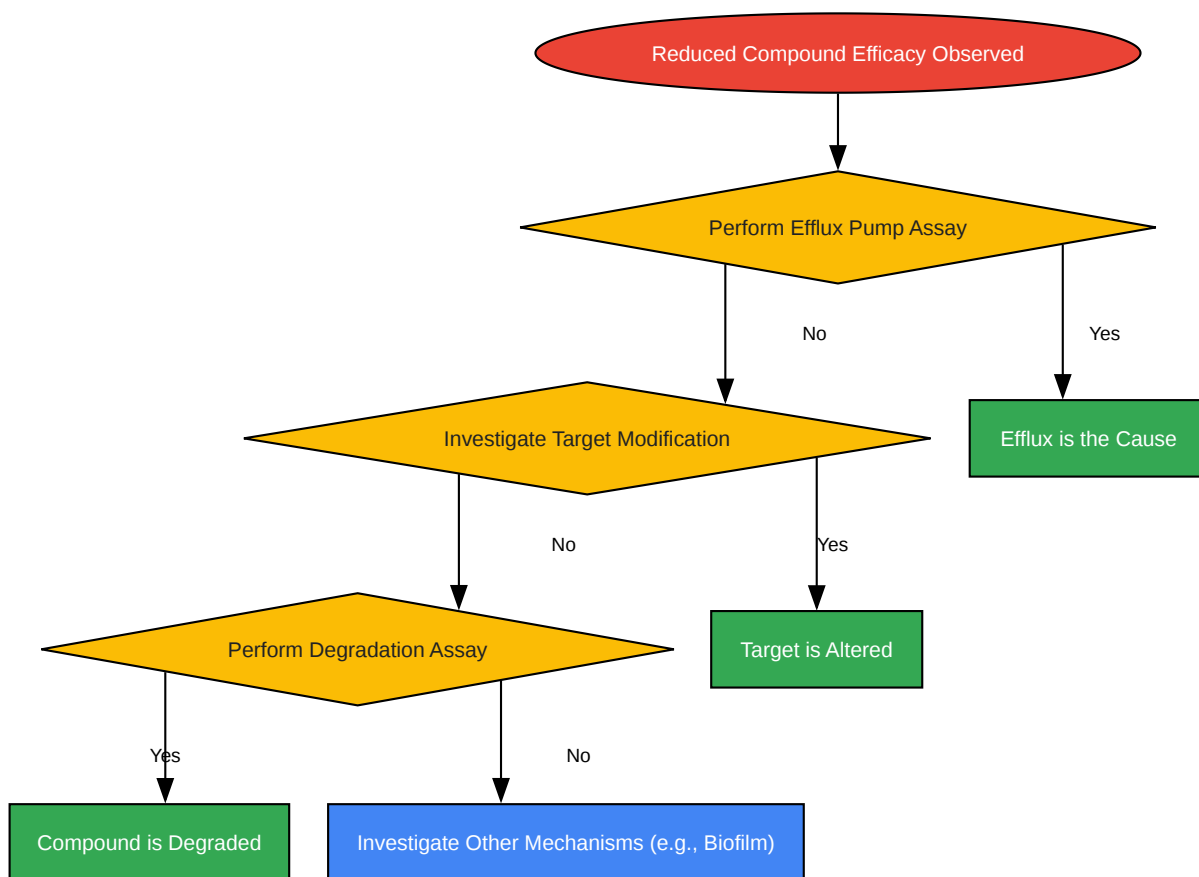 Reduced Compound Efficacy Observed
Perform Efflux Pump Assay
No
Yes
Investigate Target Modification
Efflux is the Cause
No
Yes
Perform Degradation Assay
Target is Altered
Yes
No
Compound is Degraded
Investigate Other Mechanisms (e.g., Biofilm)